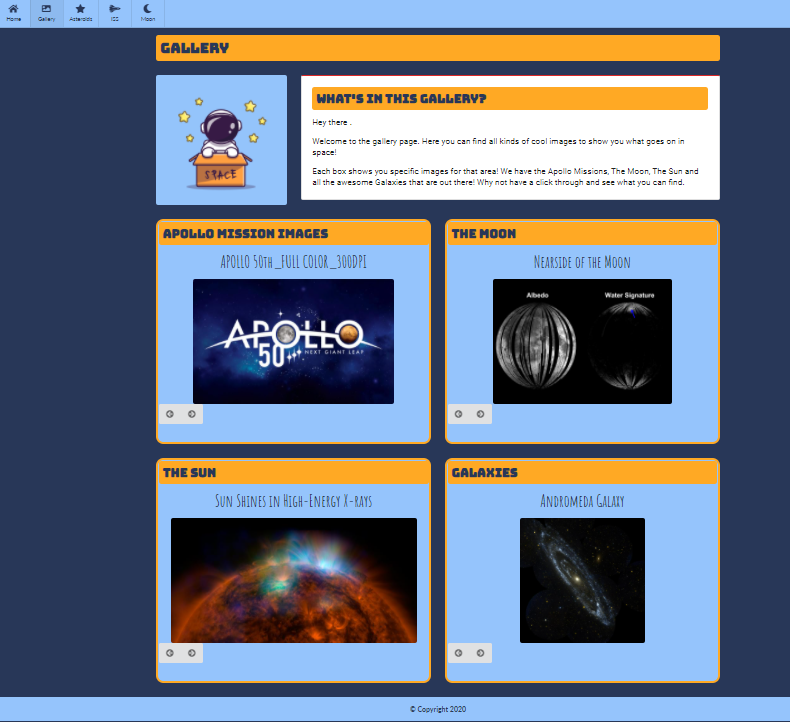 Home Gallery Asteroids ISS Moon
GALLERY
SPACE
WHAT'S IN THIS GALLERY?
Hey there .
Welcome to the gallery page. Here you can find all kinds of cool images to show you what goes on in
space!
Each box shows you specific images for that area! We have the Apollo Missions, The Moon, The Sun and
all the awesome Galaxies that are out there! Why not have a click through and see what you can find.
APOLLO MISSION IMAGES
APOLLO 50th_FULL COLOR_300DPI
APOLLO
50
NEXT GIANT LEAP
THE MOON
Nearside of the Moon
Albedo Water Signature
THE SUN
Sun Shines in High-Energy X-rays
GALAXIES
Andromeda Galaxy
© Copyright 2020